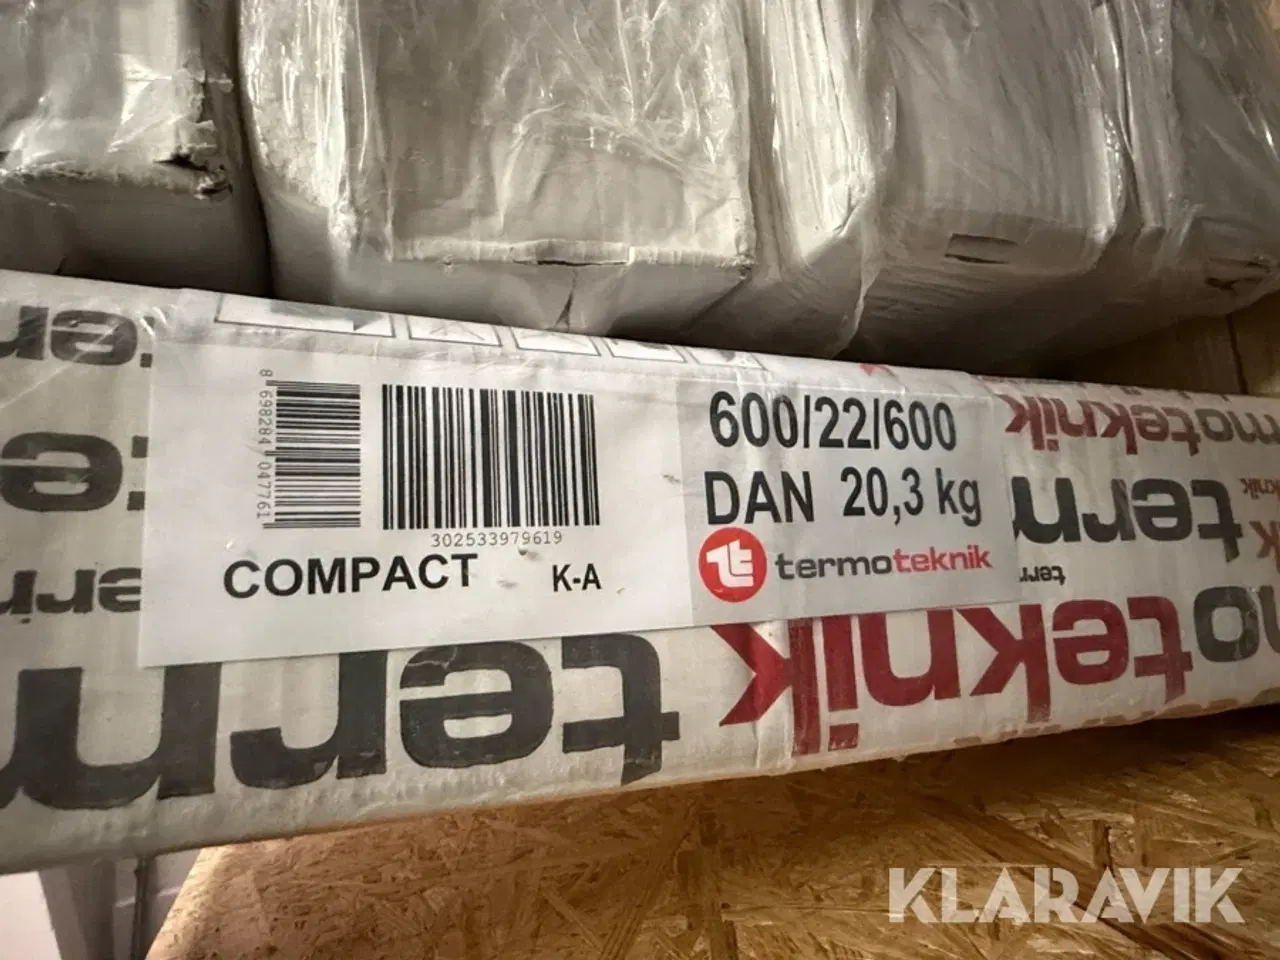 8 698284 047761
302533979619
COMPACT K-A
600/22/600
DAN 20,3 kg
termoteknik
termoteknik
termoteknik
KLARAVIK